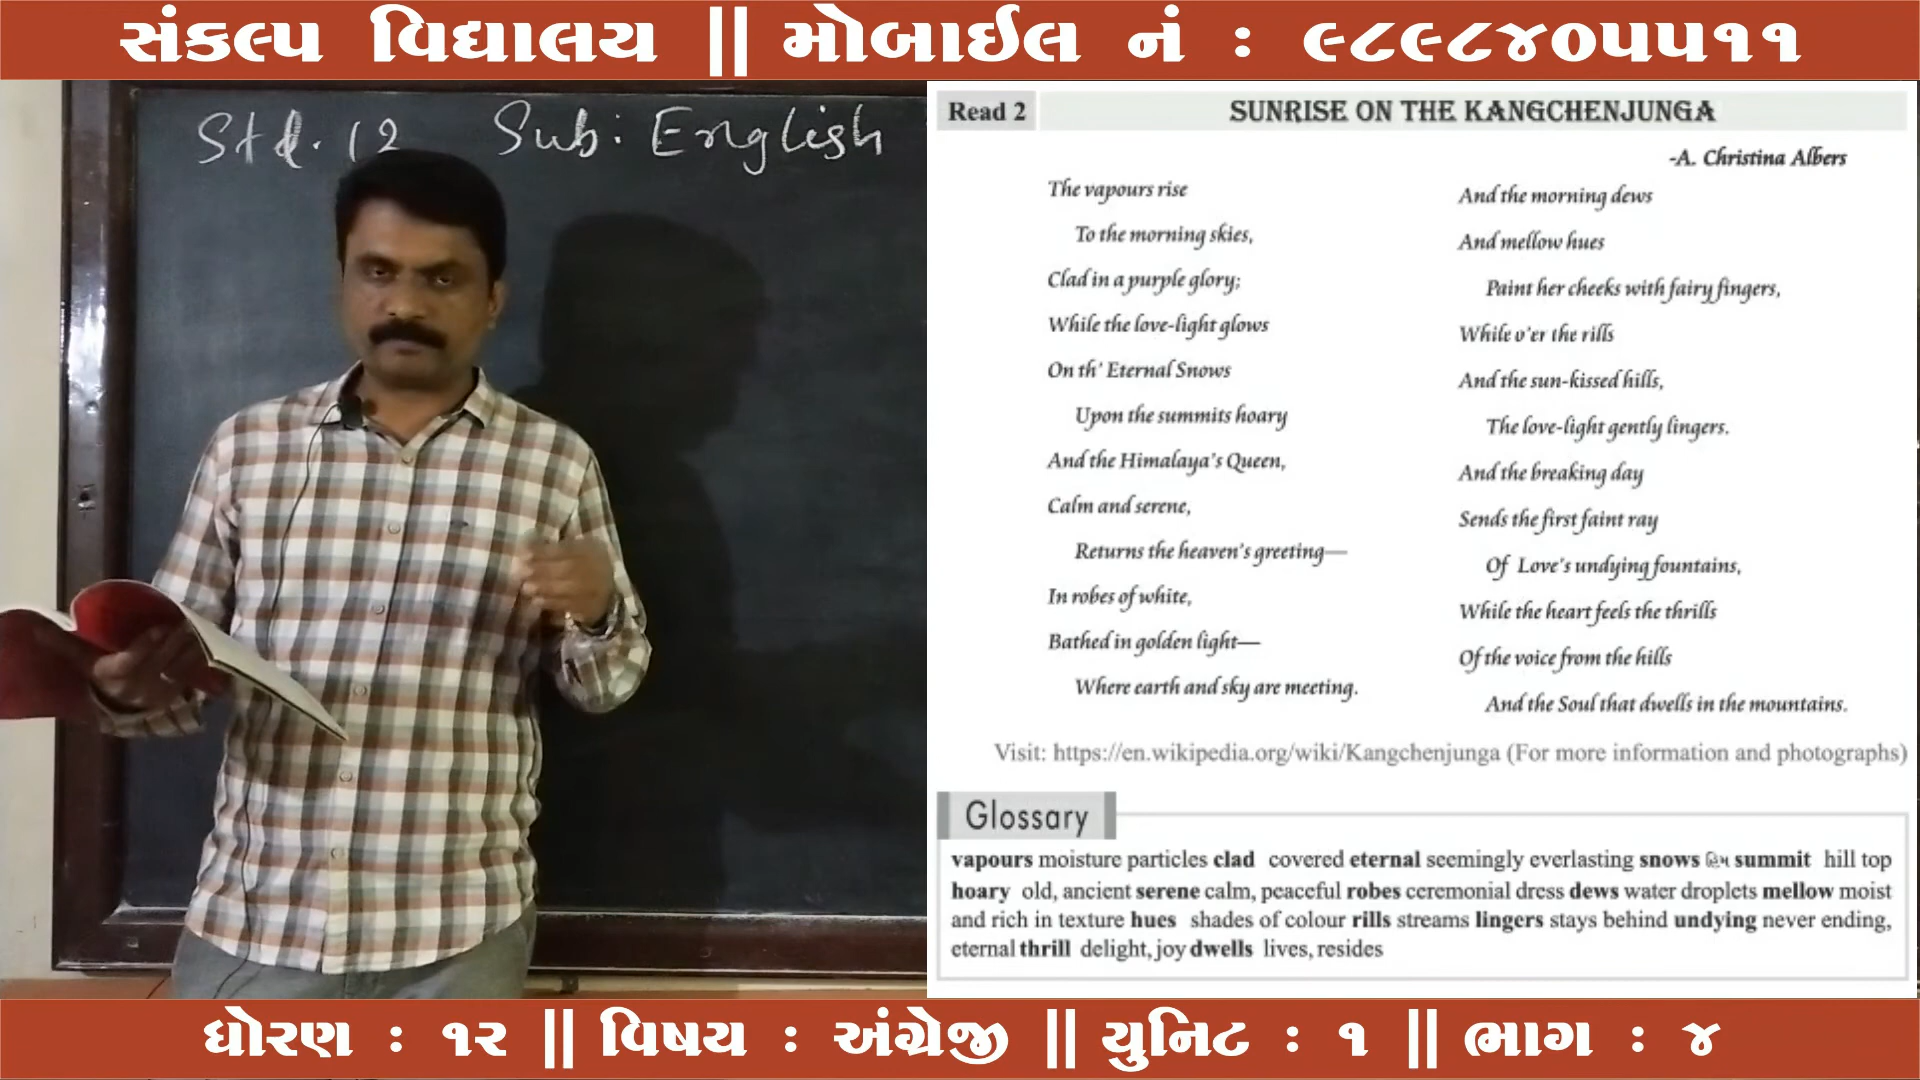 સંકલ્પ વિદ્યાલય || મોબાઈલ નં : ૯૮૯૮૪૦૫૫૧૧
Std. 12 Sub: English
Read 2 SUNRISE ON THE KANGCHENJUNGA
-A. Christina Albers
The vapours rise
To the morning skies,
Clad in a purple glory;
While the love-light glows
On th' Eternal Snows
Upon the summits hoary
And the Himalaya's Queen,
Calm and serene,
Returns the heaven's greeting—
In robes of white,
Bathed in golden light—
Where earth and sky are meeting.
And the morning dews
And mellow hues
Paint her cheeks with fairy fingers,
While o'er the rills
And the sun-kissed hills,
The love-light gently lingers.
And the breaking day
Sends the first faint ray
Of Love's undying fountains,
While the heart feels the thrills
Of the voice from the hills
And the Soul that dwells in the mountains.
Visit: https://en.wikipedia.org/wiki/Kangchenjunga (For more information and photographs)
Glossary
vapours moisture particles clad covered eternal seemingly everlasting snows હિમ summit hill top
hoary old, ancient serene calm, peaceful robes ceremonial dress dews water droplets mellow moist
and rich in texture hues shades of colour rills streams lingers stays behind undying never ending,
eternal thrill delight, joy dwells lives, resides
ધોરણ : ૧૨ || વિષય : અંગ્રેજી || યુનિટ : ૧ || ભાગ : ૪